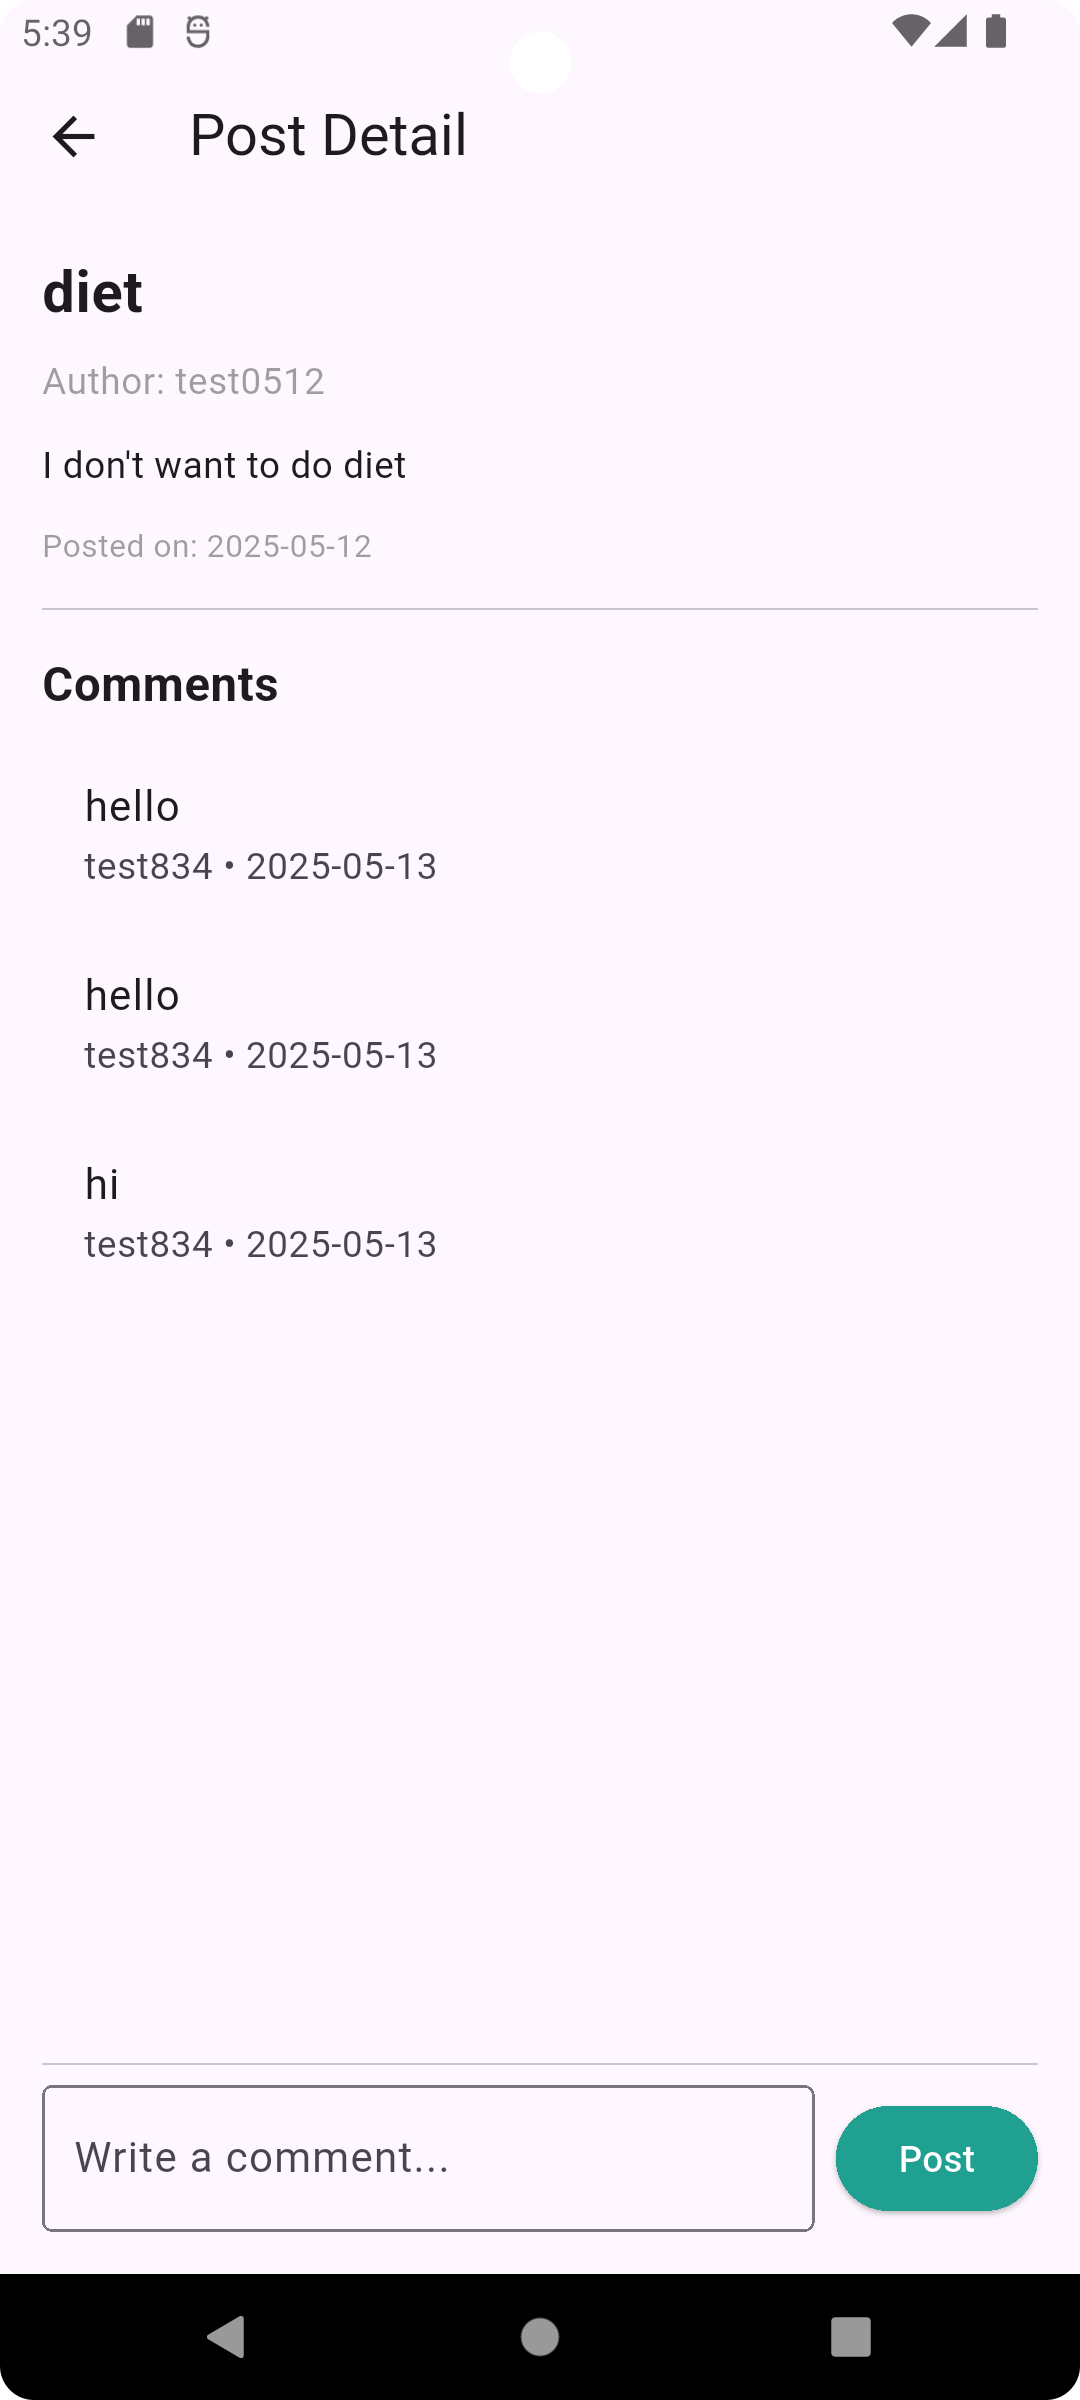 5:39
Post Detail
diet
Author: test0512
I don't want to do diet
Posted on: 2025-05-12
Comments
hello
test834 • 2025-05-13
hello
test834 • 2025-05-13
hi
test834 • 2025-05-13
Write a comment...
Post